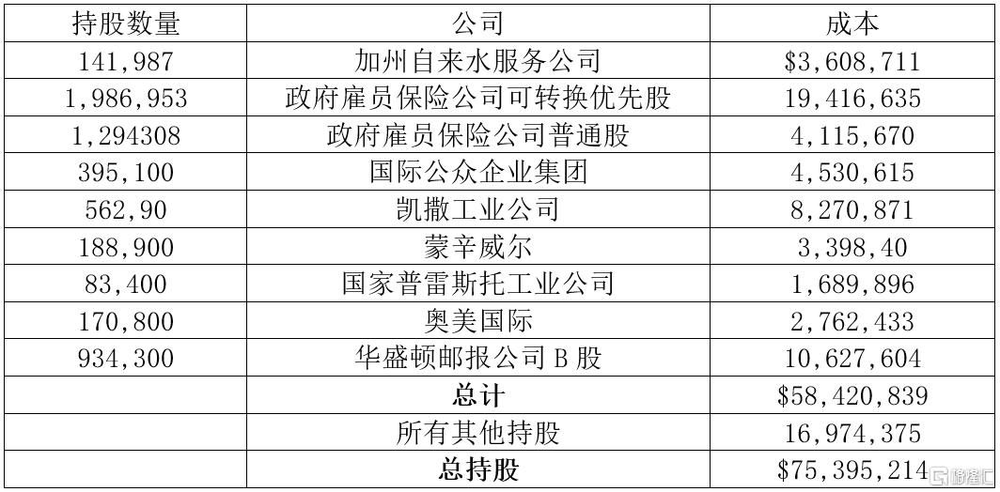 持股数量 公司 成本
141,987 加州自来水服务公司 $3,608,711
1,986,953 政府雇员保险公司可转换优先股 19,416,635
1,294308 政府雇员保险公司普通股 4,115,670
395,100 国际公众企业集团 4,530,615
562,90 凯撒工业公司 8,270,871
188,900 蒙辛威尔 3,398,40
83,400 国家普雷斯托工业公司 1,689,896
170,800 奥美国际 2,762,433
934,300 华盛顿邮报公司 B 股 10,627,604
总计 $58,420,839
所有其他持股 16,974,375
总持股 $75,395,214
格隆汇